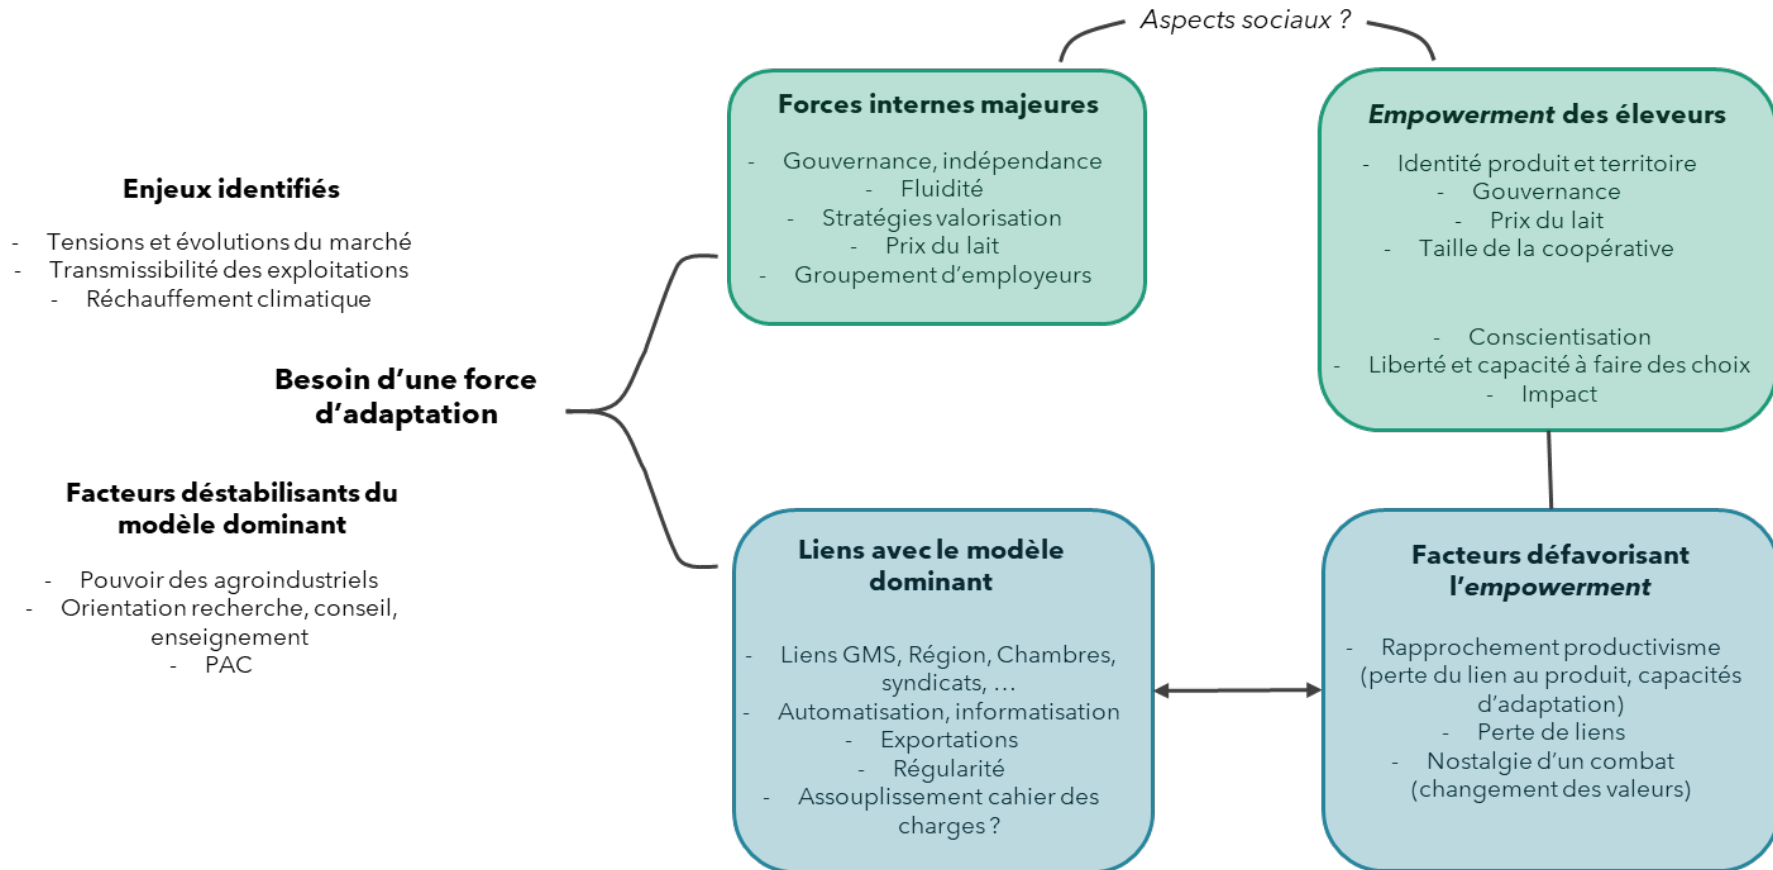 Aspects sociaux ?
Forces internes majeures
- Gouvernance, indépendance
- Fluidité
- Stratégies valorisation
- Prix du lait
- Groupement d’employeurs
Empowerment des éleveurs
- Identité produit et territoire
- Gouvernance
- Prix du lait
- Taille de la coopérative
- Conscientisation
- Liberté et capacité à faire des choix
- Impact
Enjeux identifiés
- Tensions et évolutions du marché
- Transmissibilité des exploitations
- Réchauffement climatique
Besoin d’une force
d’adaptation
Facteurs déstabilisants du
modèle dominant
- Pouvoir des agroindustriels
- Orientation recherche, conseil,
enseignement
- PAC
Liens avec le modèle
dominant
- Liens GMS, Région, Chambres,
syndicats, …
- Automatisation, informatisation
- Exportations
- Régularité
- Assouplissement cahier des
charges ?
Facteurs défavorisant
l’empowerment
- Rapprochement productivisme
(perte du lien au produit, capacités
d’adaptation)
- Perte de liens
- Nostalgie d’un combat
(changement des valeurs)